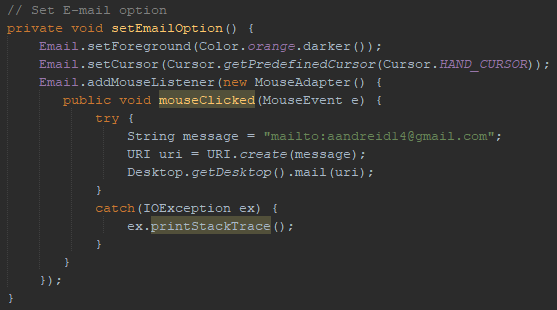 // Set E-mail option
private void setEmailOption() {
    Email.setForeground(Color.orange.darker());
    Email.setCursor(Cursor.getPredefinedCursor(Cursor.HAND_CURSOR));
    Email.addMouseListener(new MouseAdapter() {
       public void mouseClicked(MouseEvent e) {
           try {
               String message = "mailto:aandreid14@gmail.com";
               URI uri = URI.create(message);
               Desktop.getDesktop().mail(uri);
           }
           catch(IOException ex) {
               ex.printStackTrace();
           }
       }
    });
}